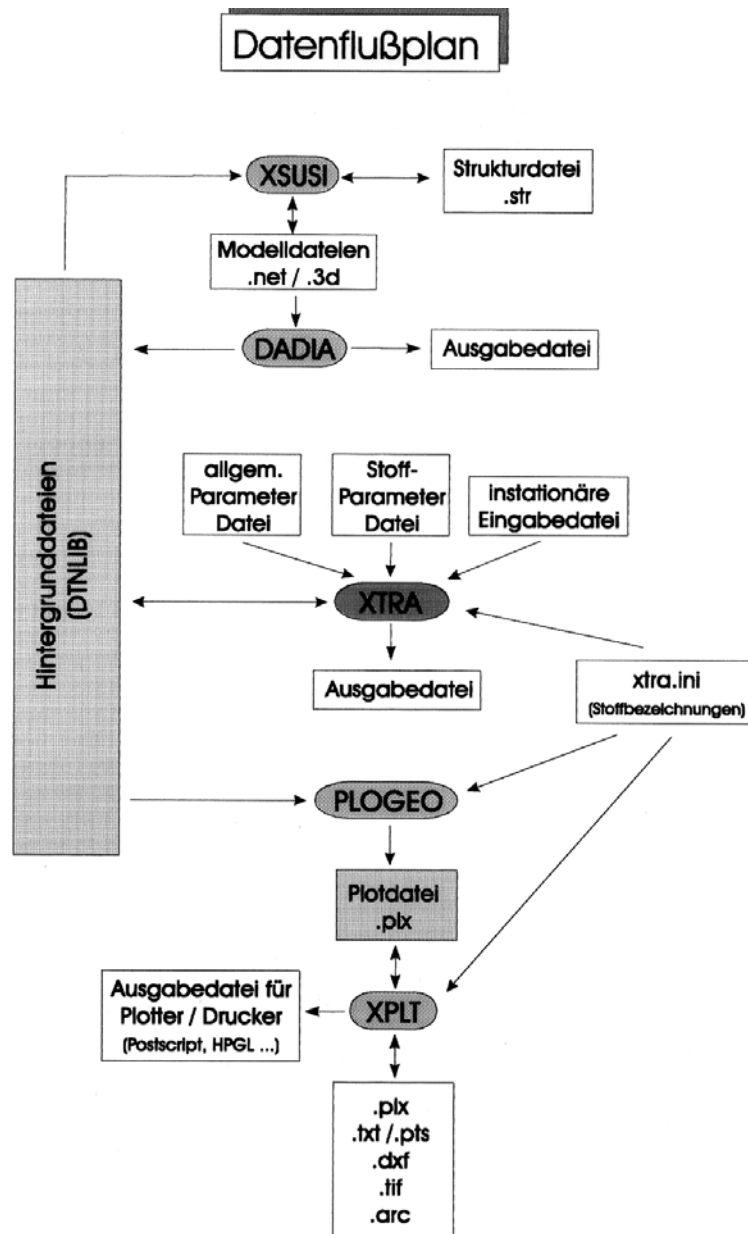 Datenflußplan
XSUSI
Strukturdatei
.str
Modelldateien
.net / .3d
DADIA
Ausgabedatei
Hintergrunddateien
(DTNLIB)
allgem.
Parameter
Datei
Stoff-
Parameter
Datei
instationäre
Eingabedatei
XTRA
Ausgabedatei
xtra.ini
(Stoffbezeichnungen)
PLOGEO
Plotdatei
.plx
Ausgabedatei für
Plotter / Drucker
(Postscript, HPGL ...)
XPLT
.plx
.txt /.pts
.dxf
.tif
.arc